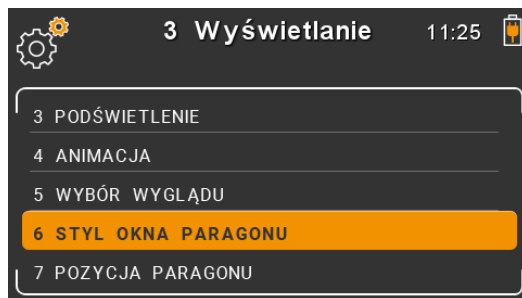 3 Wyświetlanie 11:25
3 PODŚWIETLENIE
4 ANIMACJA
5 WYBÓR WYGLĄDU
6 STYL OKNA PARAGONU
7 POZYCJA PARAGONU